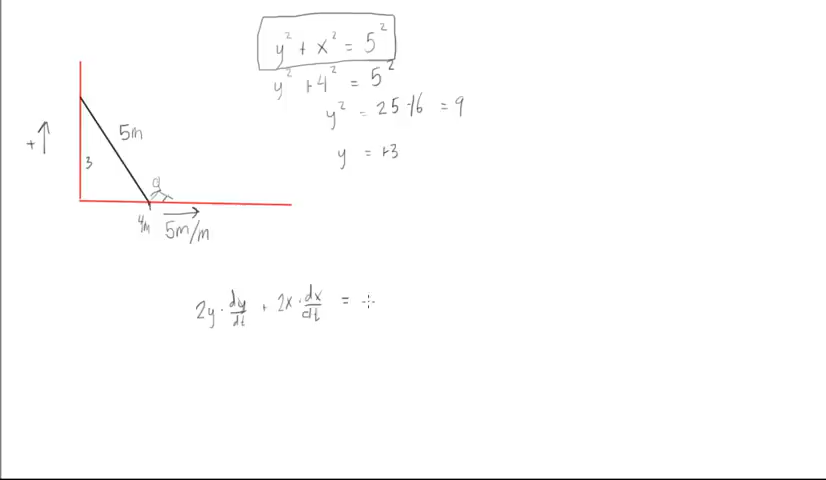 y² + x² = 5²
y² + 4² = 5²
y² = 25 - 16 = 9
y = +3
+
5m
3
4m
5m/m
2y · dy/dt + 2x · dx/dt =